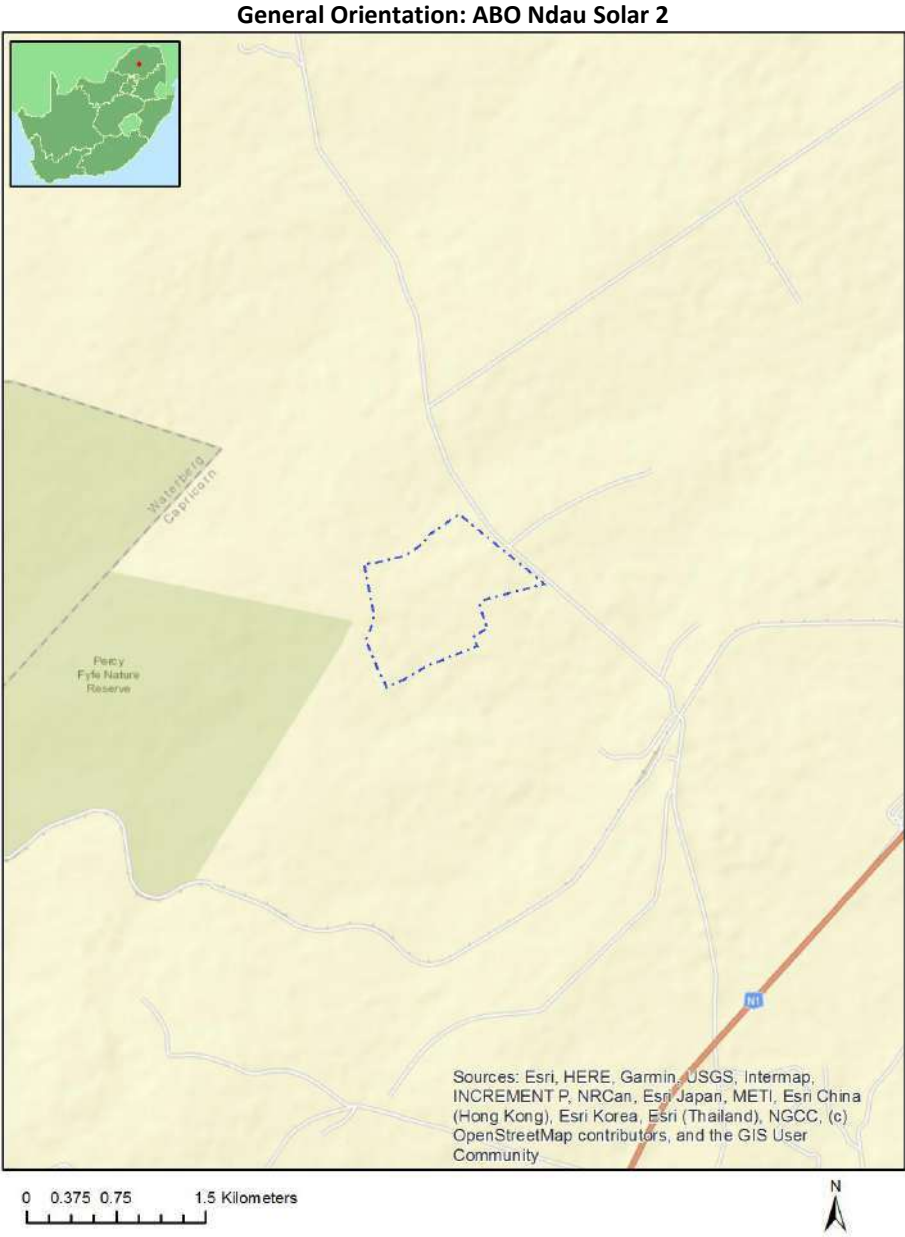 General Orientation: ABO Ndau Solar 2
Waterberg
Capricorn
Percy
Fyfe Nature
Reserve
N1
Sources: Esri, HERE, Garmin, USGS, Intermap,
INCREMENT P, NRCan, Esri Japan, METI, Esri China
(Hong Kong), Esri Korea, Esri (Thailand), NGCC, (c)
OpenStreetMap contributors, and the GIS User
Community
0 0.375 0.75 1.5 Kilometers
N